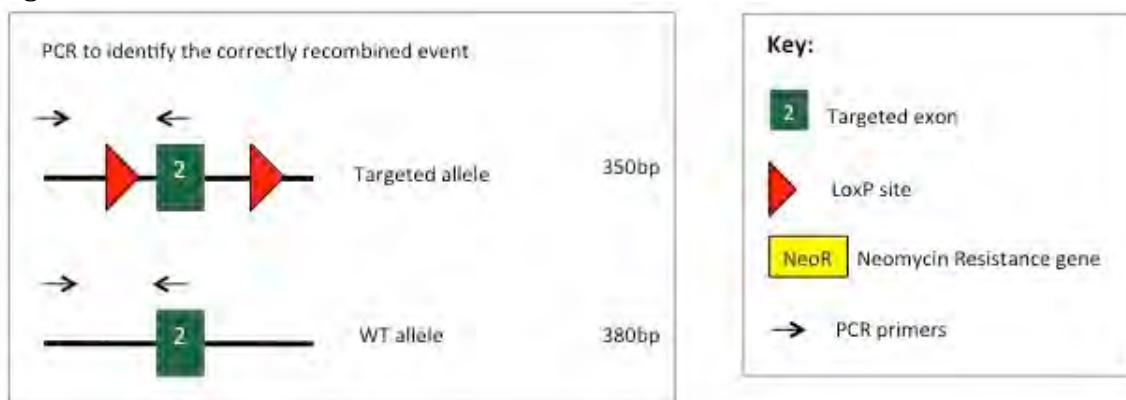 PCR to identify the correctly recombined event
2
Targeted allele
350bp
2
WT allele
380bp
Key:
2
Targeted exon
LoxP site
NeoR
Neomycin Resistance gene
PCR primers